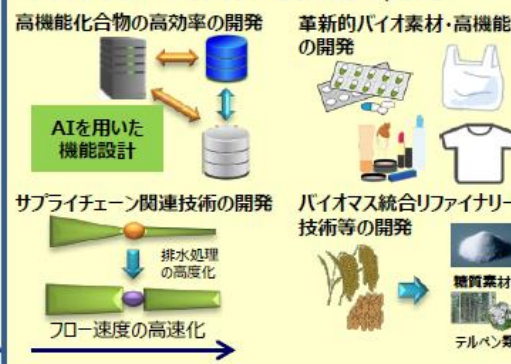 高機能化合物の高効率の開発
AIを用いた
機能設計
革新的バイオ素材・高機能
の開発
サプライチェーン関連技術の開発
排水処理
の高度化
フロー速度の高速化
バイオマス統合リファイナリー
技術等の開発
糖質素材
テルペン類